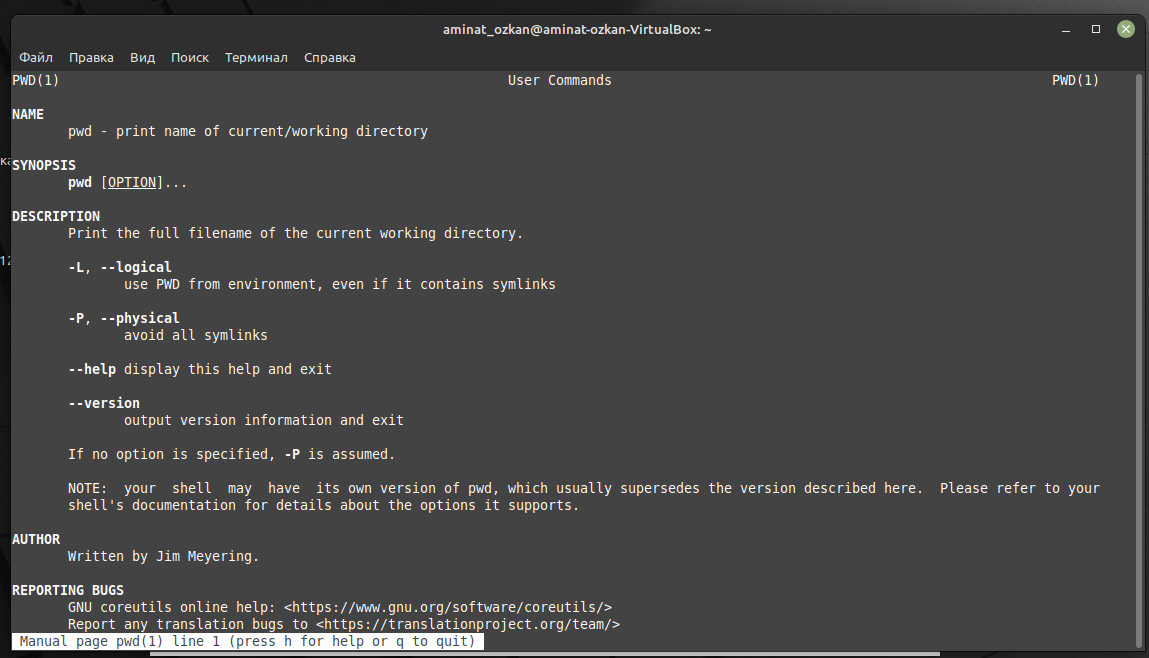 aminat_ozkan@aminat-ozkan-VirtualBox: ~
Файл Правка Вид Поиск Терминал Справка
PWD(1) User Commands PWD(1)
NAME
pwd - print name of current/working directory
SYNOPSIS
pwd [OPTION]...
DESCRIPTION
Print the full filename of the current working directory.
-L, --logical
use PWD from environment, even if it contains symlinks
-P, --physical
avoid all symlinks
--help display this help and exit
--version
output version information and exit
If no option is specified, -P is assumed.
NOTE: your shell may have its own version of pwd, which usually supersedes the version described here. Please refer to your
shell's documentation for details about the options it supports.
AUTHOR
Written by Jim Meyering.
REPORTING BUGS
GNU coreutils online help: <https://www.gnu.org/software/coreutils/>
Report any translation bugs to <https://translationproject.org/team/>
Manual page pwd(1) line 1 (press h for help or q to quit)